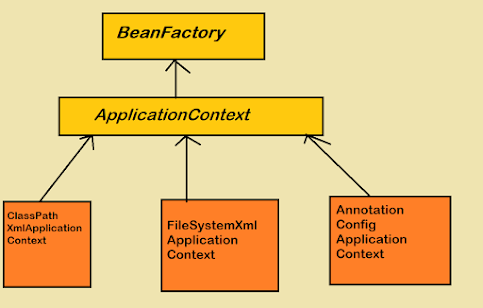 BeanFactory
ApplicationContext
ClassPath
XmlApplication
Context
FileSystemXml
Application
Context
Annotation
Config
Application
Context